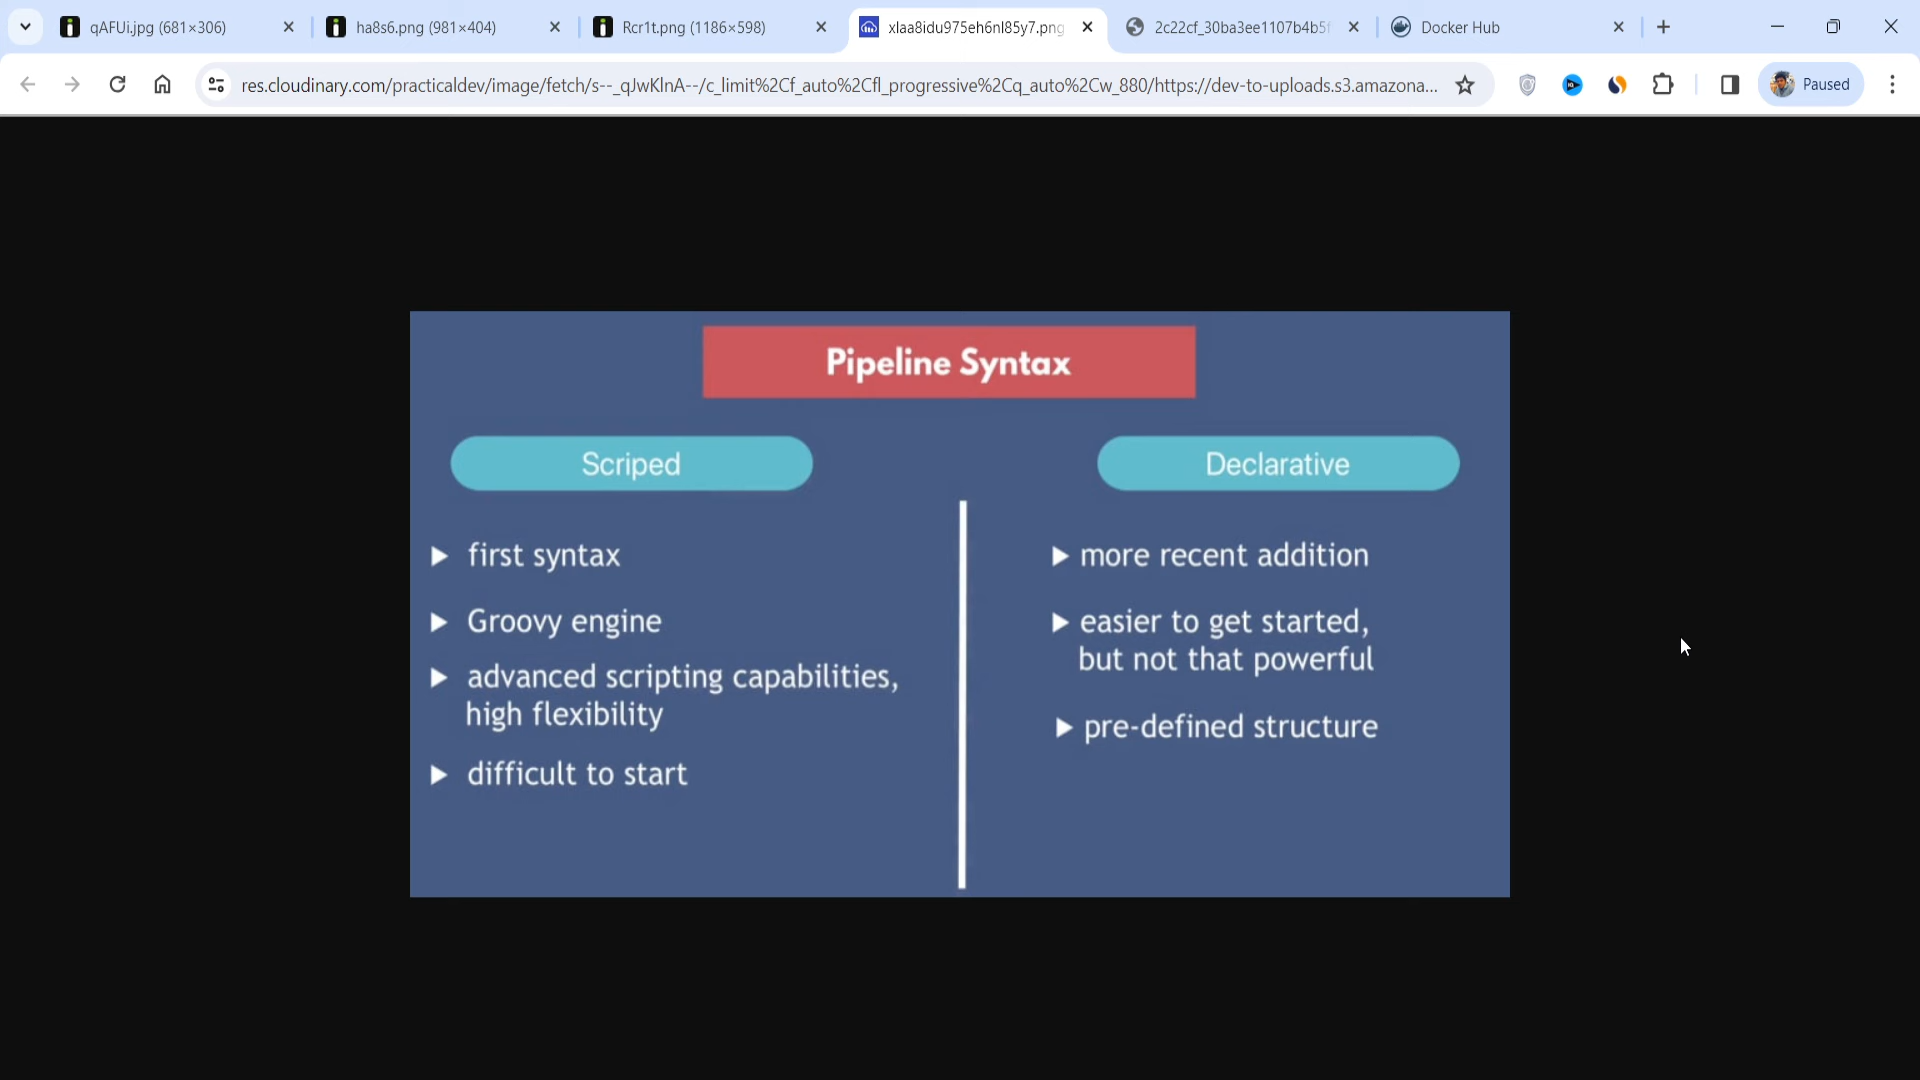 qAFUi.jpg (681×306)
ha8s6.png (981×404)
Rcr1t.png (1186×598)
xlaa8idu975eh6nl85y7.png
2c22cf_30ba3ee1107b4b5f
Docker Hub
res.cloudinary.com/practicaldev/image/fetch/s--_qJwKlnA--/c_limit%2Cf_auto%2Cfl_progressive%2Cq_auto%2Cw_880/https://dev-to-uploads.s3.amazona...
Paused
Pipeline Syntax
Scriped
first syntax
Groovy engine
advanced scripting capabilities,
high flexibility
difficult to start
Declarative
more recent addition
easier to get started,
but not that powerful
pre-defined structure